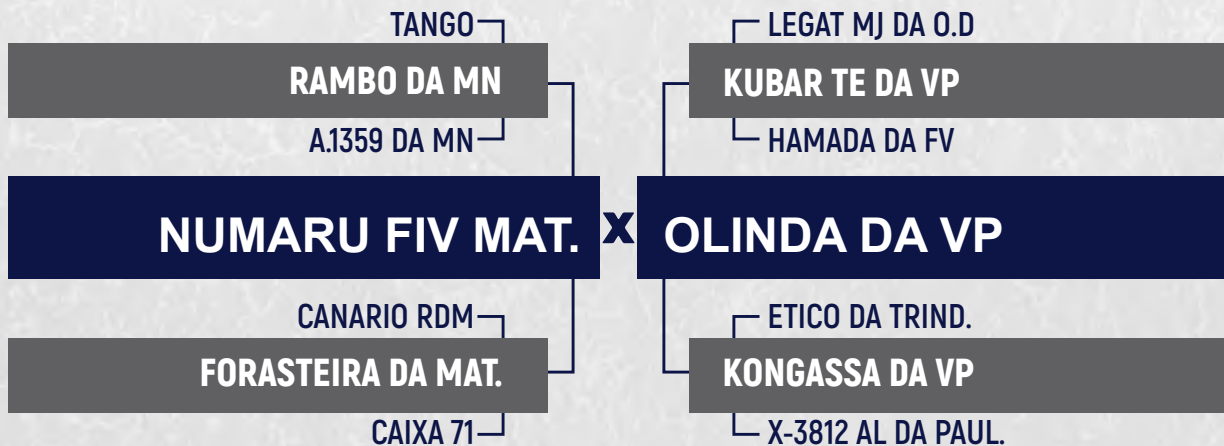 TANGO
RAMBO DA MN
A.1359 DA MN
LEGAT MJ DA O.D
KUBAR TE DA VP
HAMADA DA FV
NUMARU FIV MAT. X OLINDA DA VP
CANARIO RDM
FORASTEIRA DA MAT.
CAIXA 71
ETICO DA TRIND.
KONGASSA DA VP
X-3812 AL DA PAUL.